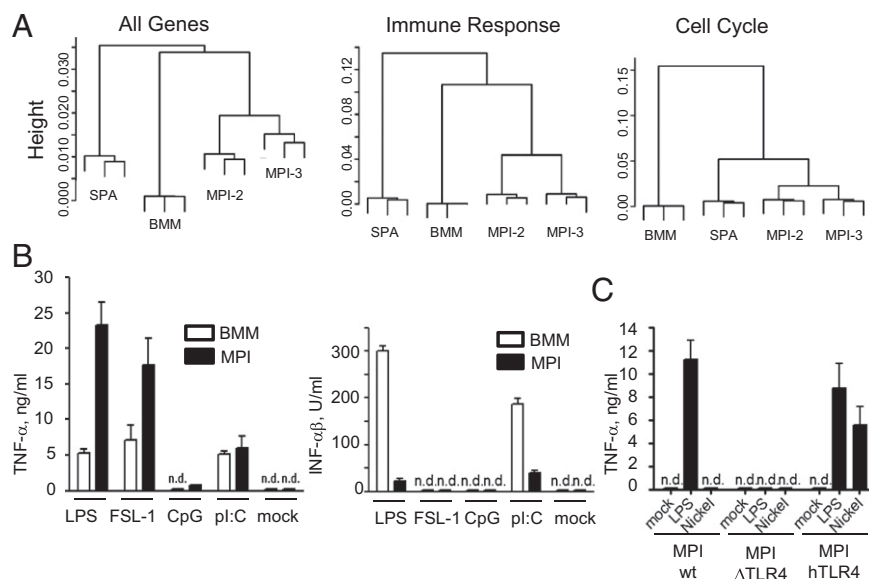 A
All Genes
Immune Response
Cell Cycle
Height
0.000 0.010 0.020 0.030
SPA
BMM
MPI-2
MPI-3
0.00 0.04 0.08 0.12
SPA BMM MPI-2 MPI-3
0.00 0.05 0.10 0.15
BMM SPA MPI-2 MPI-3
B
TNF-α, ng/ml
30
25
20
15
10
5
0
BMM
MPI
n.d.
n.d.n.d.
LPS FSL-1 CpG pI:C mock
INF-αβ, U/ml
300
200
100
0
BMM
MPI
n.d.n.d. n.d.n.d. n.d.n.d.
LPS FSL-1 CpG pI:C mock
C
TNF-α, ng/ml
14
12
10
8
6
4
2
0
n.d. n.d. n.d.n.d.n.d. n.d.
mock LPS Nickel mock LPS Nickel mock LPS Nickel
MPI MPI MPI
wt ΔTLR4 hTLR4